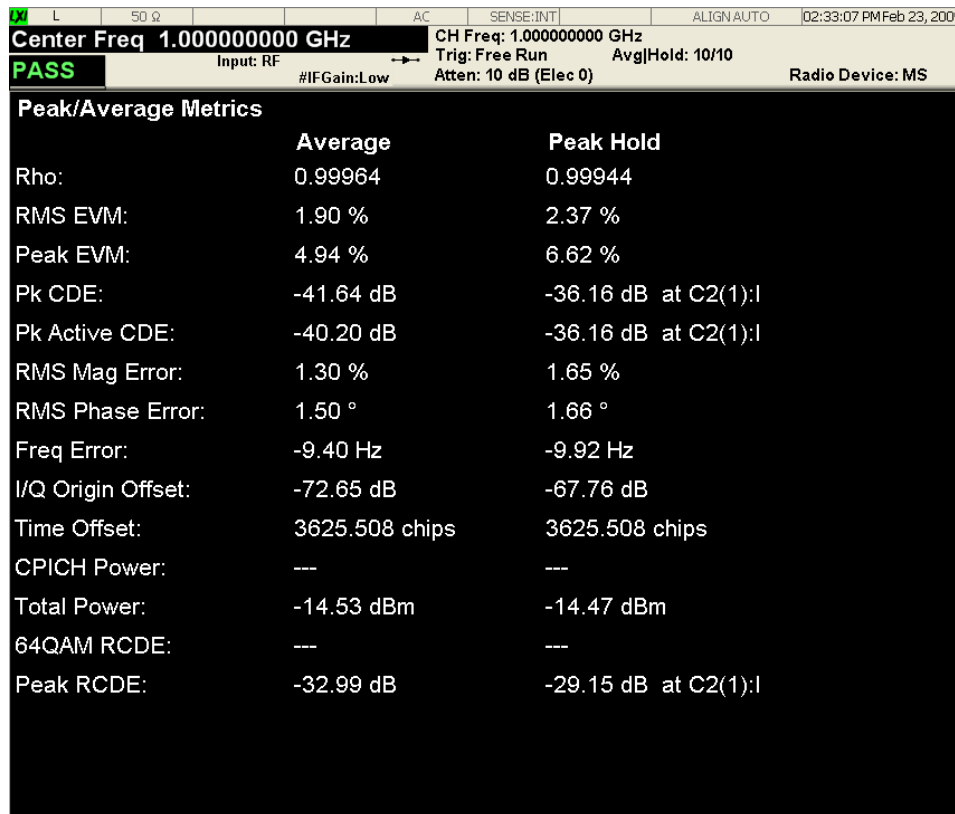 LXI L 50 Ω AC SENSE:INT ALIGN AUTO 02:33:07 PM Feb 23, 200
Center Freq 1.000000000 GHz
CH Freq: 1.000000000 GHz
Input: RF Trig: Free Run Avg|Hold: 10/10
PASS #IFGain:Low Atten: 10 dB (Elec 0) Radio Device: MS
Peak/Average Metrics
Average Peak Hold
Rho: 0.99964 0.99944
RMS EVM: 1.90 % 2.37 %
Peak EVM: 4.94 % 6.62 %
Pk CDE: -41.64 dB -36.16 dB at C2(1):I
Pk Active CDE: -40.20 dB -36.16 dB at C2(1):I
RMS Mag Error: 1.30 % 1.65 %
RMS Phase Error: 1.50 ° 1.66 °
Freq Error: -9.40 Hz -9.92 Hz
I/Q Origin Offset: -72.65 dB -67.76 dB
Time Offset: 3625.508 chips 3625.508 chips
CPICH Power: --- ---
Total Power: -14.53 dBm -14.47 dBm
64QAM RCDE: --- ---
Peak RCDE: -32.99 dB -29.15 dB at C2(1):I